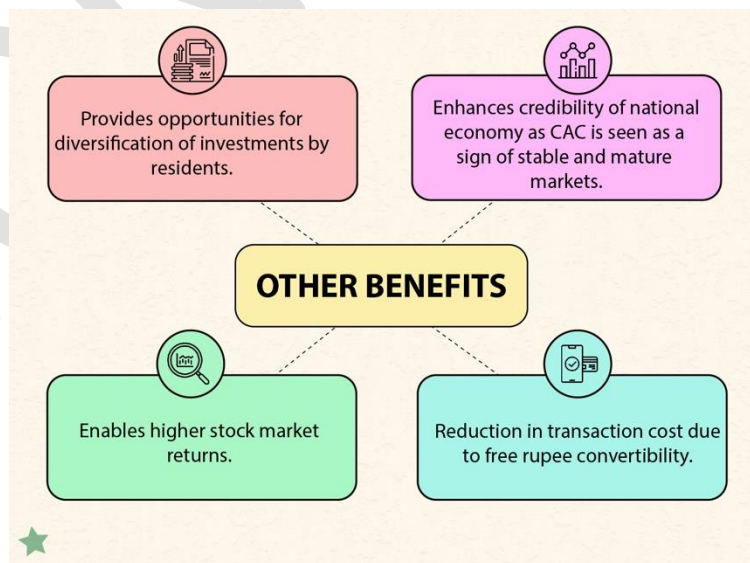 Provides opportunities for
diversification of investments by
residents.
Enhances credibility of national
economy as CAC is seen as a
sign of stable and mature
markets.
OTHER BENEFITS
Enables higher stock market
returns.
Reduction in transaction cost due
to free rupee convertibility.